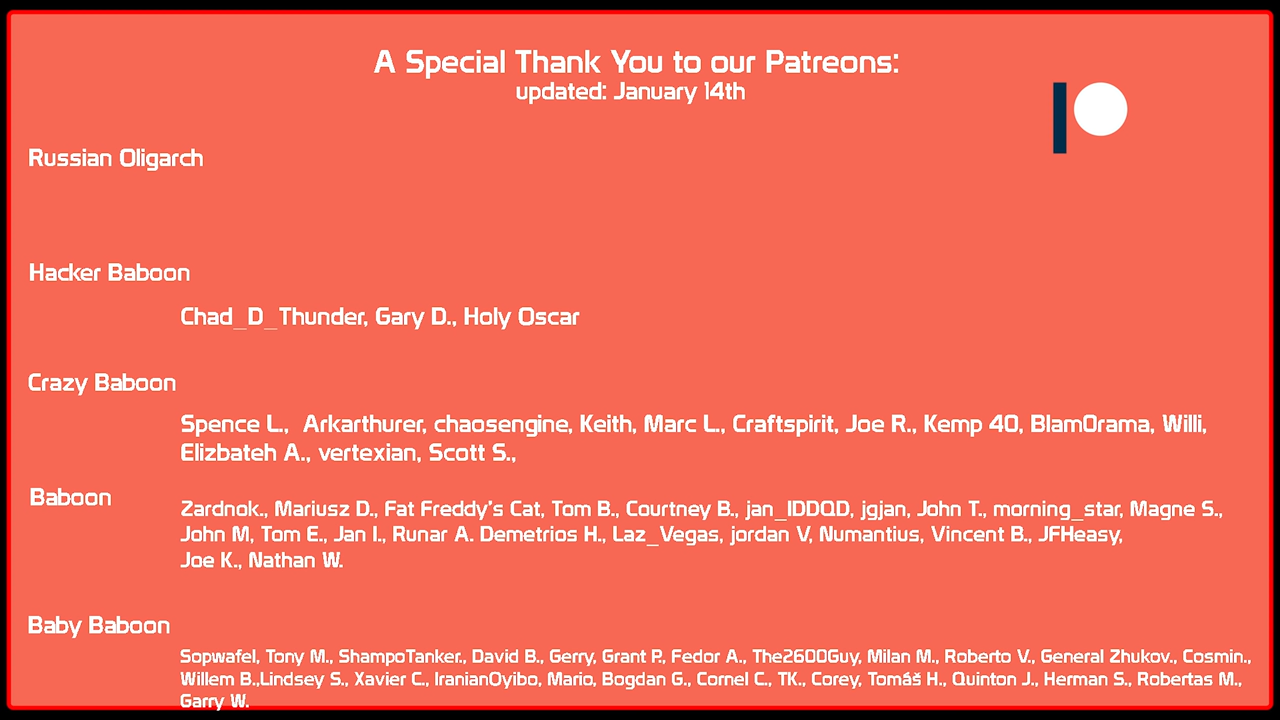 A Special Thank You to our Patreons:
updated: January 14th
Russian Oligarch
Hacker Baboon
Chad_D_Thunder, Gary D., Holy Oscar
Crazy Baboon
Spence L., Arkarthurer, chaosengine, Keith, Marc L., Craftspirit, Joe R., Kemp 40, BlamOrama, Willi,
Elizbateh A., vertexian, Scott S.,
Baboon
Zardnok., Mariusz D., Fat Freddy's Cat, Tom B., Courtney B., jan_IDDQD, jgjan, John T., morning_star, Magne S.,
John M, Tom E., Jan I., Runar A. Demetrios H., Laz_Vegas, jordan V, Numantius, Vincent B., JFHeasy,
Joe K., Nathan W.
Baby Baboon
Sopwafel, Tony M., ShampoTanker., David B., Gerry, Grant P., Fedor A., The2600Guy, Milan M., Roberto V., General Zhukov., Cosmin.,
Willem B.,Lindsey S., Xavier C., IranianOyibo, Mario, Bogdan G., Cornel C., TK., Corey, Tomáš H., Quinton J., Herman S., Robertas M.,
Garry W.